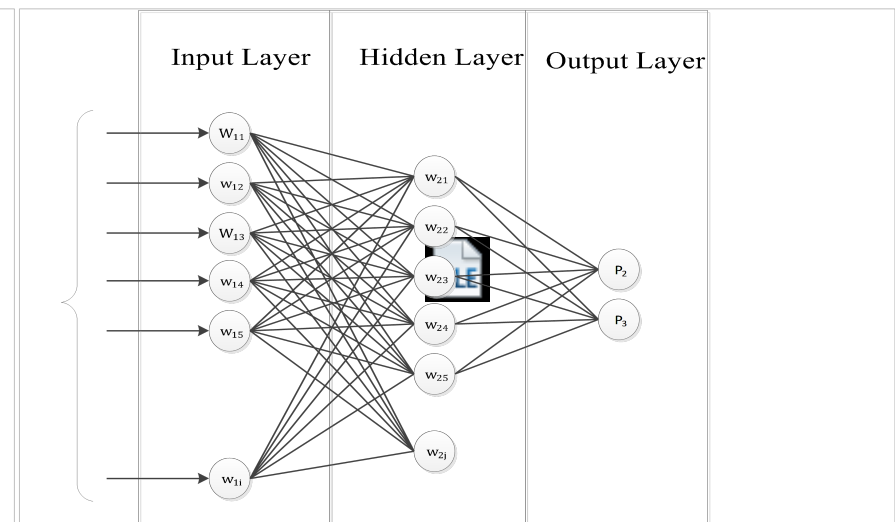 Input Layer
Hidden Layer
Output Layer
W₁₁
w₁₂
W₁₃
w₁₄
w₁₅
w₁ᵢ
w₂₁
w₂₂
w₂₃
w₂₄
w₂₅
w₂ⱼ
LE
P₂
P₃